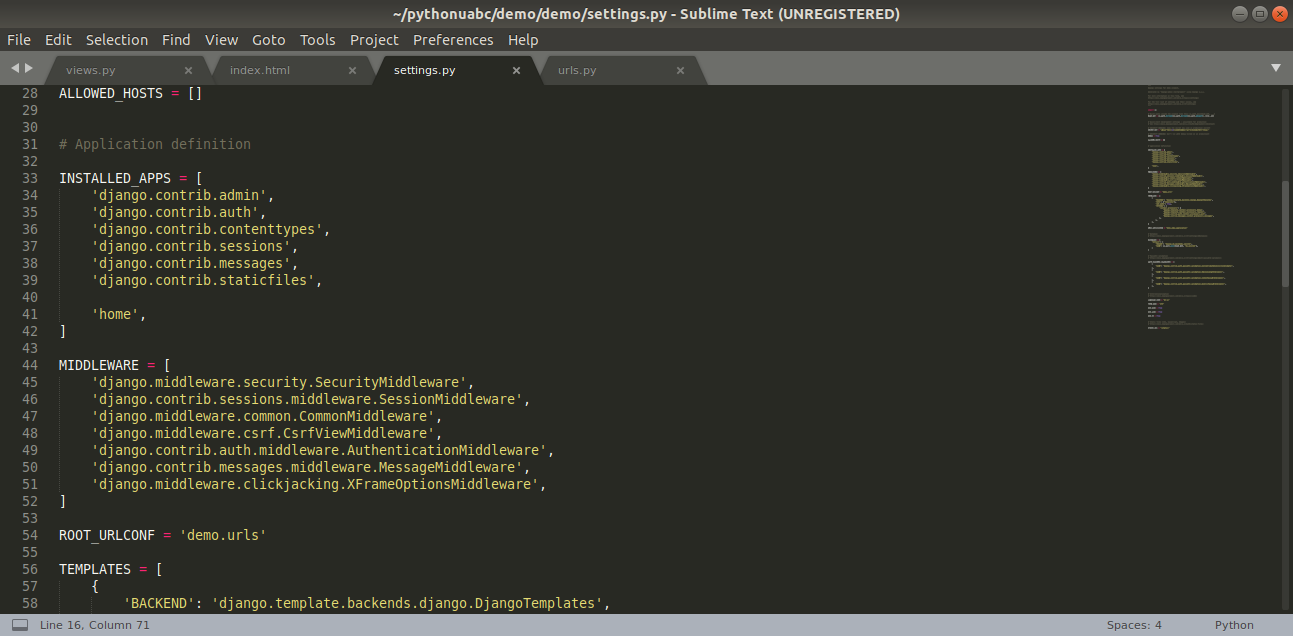 ~/pythonuabc/demo/demo/settings.py - Sublime Text (UNREGISTERED)
File Edit Selection Find View Goto Tools Project Preferences Help
views.py × index.html × settings.py × urls.py ×
28 ALLOWED_HOSTS = []
29
30
31 # Application definition
32
33 INSTALLED_APPS = [
34     'django.contrib.admin',
35     'django.contrib.auth',
36     'django.contrib.contenttypes',
37     'django.contrib.sessions',
38     'django.contrib.messages',
39     'django.contrib.staticfiles',
40
41     'home',
42 ]
43
44 MIDDLEWARE = [
45     'django.middleware.security.SecurityMiddleware',
46     'django.contrib.sessions.middleware.SessionMiddleware',
47     'django.middleware.common.CommonMiddleware',
48     'django.middleware.csrf.CsrfViewMiddleware',
49     'django.contrib.auth.middleware.AuthenticationMiddleware',
50     'django.contrib.messages.middleware.MessageMiddleware',
51     'django.middleware.clickjacking.XFrameOptionsMiddleware',
52 ]
53
54 ROOT_URLCONF = 'demo.urls'
55
56 TEMPLATES = [
57     {
58         'BACKEND': 'django.template.backends.django.DjangoTemplates',
Line 16, Column 71 Spaces: 4 Python